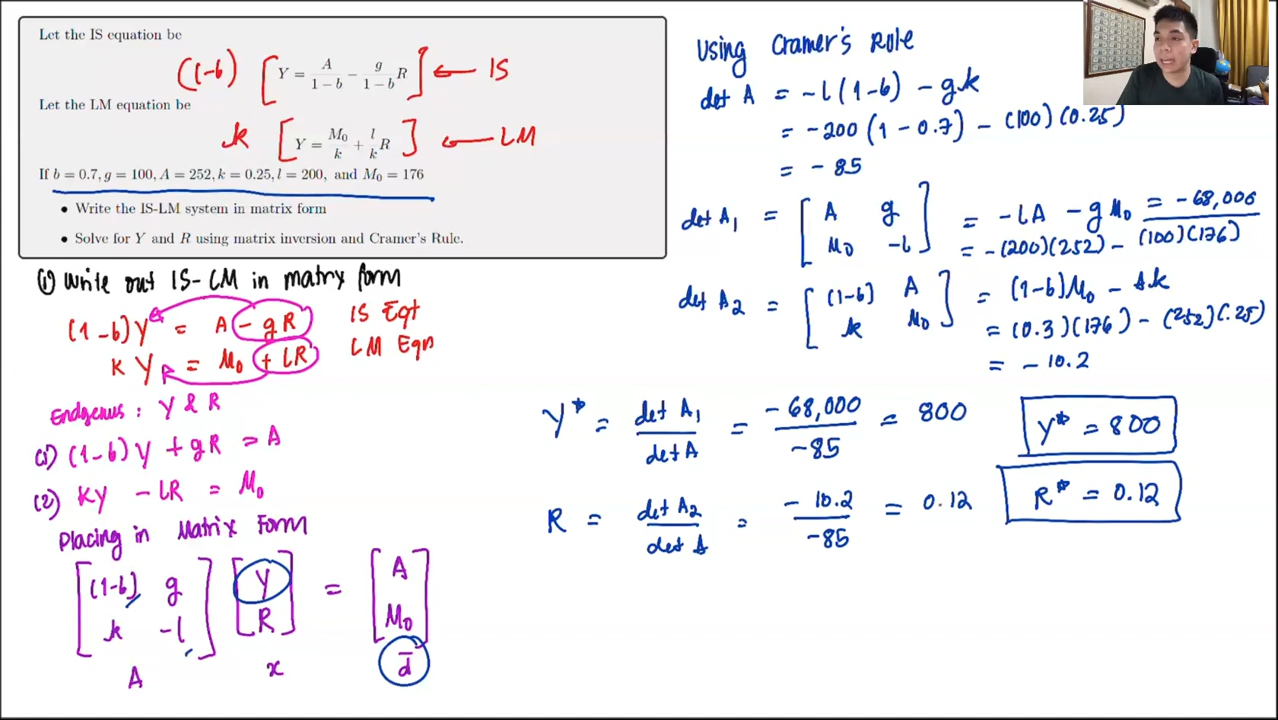 Let the IS equation be
(1-b) [ Y = A/(1-b) - g/(1-b) R ] ← IS
Let the LM equation be
k [ Y = M₀/k + l/k R ] ← LM
If b = 0.7, g = 100, A = 252, k = 0.25, l = 200, and M₀ = 176
• Write the IS-LM system in matrix form
• Solve for Y and R using matrix inversion and Cramer's Rule.
(1) Write out IS-LM in matrix form
(1-b)Y = A - gR IS Eqt
KY = M₀ + LR LM Eqn
Endogenus: Y & R
(1) (1-b)Y + gR = A
(2) KY - LR = M₀
Placing in Matrix Form
[ (1-b) g ] [ Y ] = [ A ]
[ k -l ] [ R ] [ M₀ ]
A x d̄
Using Cramer's Rule
det A = -l(1-b) - gk
= -200(1-0.7) - (100)(0.25)
= -85
det A₁ = [ A g ] = -lA - gM₀ = -68,000
[ M₀ -l ] = -(200)(252) - (100)(176)
det A₂ = [ (1-b) A ] = (1-b)M₀ - Ak
[ k M₀ ] = (0.3)(176) - (252)(.25)
= -10.2
Y* = det A₁ / det A = -68,000 / -85 = 800
Y* = 800
R = det A₂ / det A = -10.2 / -85 = 0.12
R* = 0.12